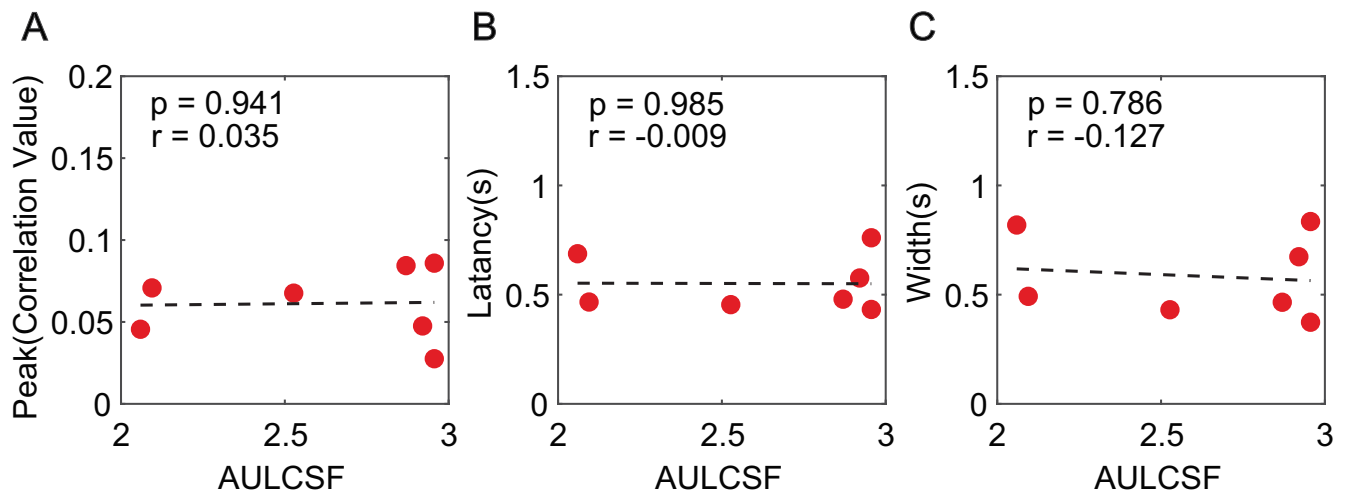 A
Peak(Correlation Value)
0.2
0.15
0.1
0.05
0
p = 0.941
r = 0.035
2
2.5
3
AULCSF
B
Latancy(s)
1.5
1
0.5
0
p = 0.985
r = -0.009
2
2.5
3
AULCSF
C
Width(s)
1.5
1
0.5
0
p = 0.786
r = -0.127
2
2.5
3
AULCSF